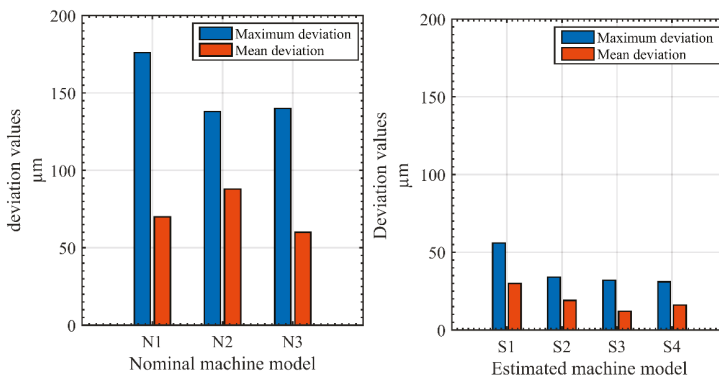 200
150
100
50
0
deviation values
µm
Maximum deviation
Mean deviation
N1 N2 N3
Nominal machine model
200
150
100
50
0
Deviation values
µm
Maximum deviation
Mean deviation
S1 S2 S3 S4
Estimated machine model